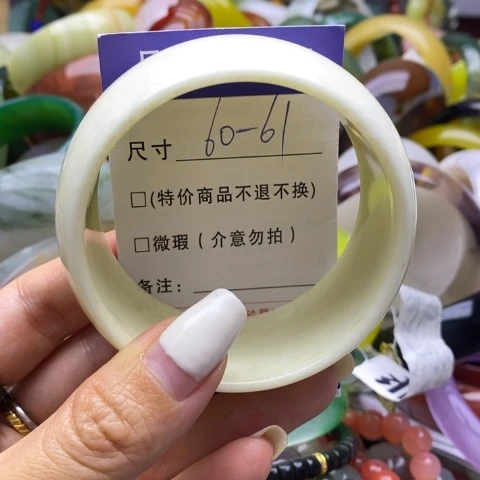 尺寸 60-61
□(特价商品不退不换)
□微瑕(介意勿拍)
备注: